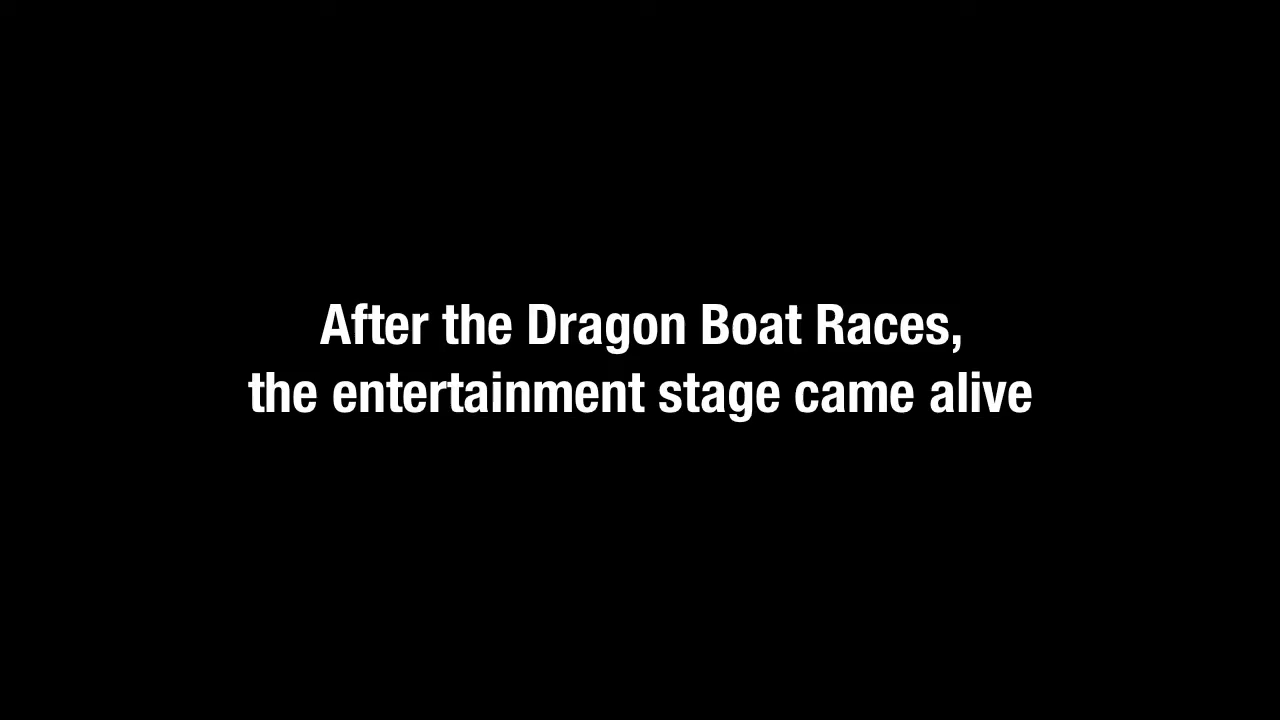 After the Dragon Boat Races,
the entertainment stage came alive